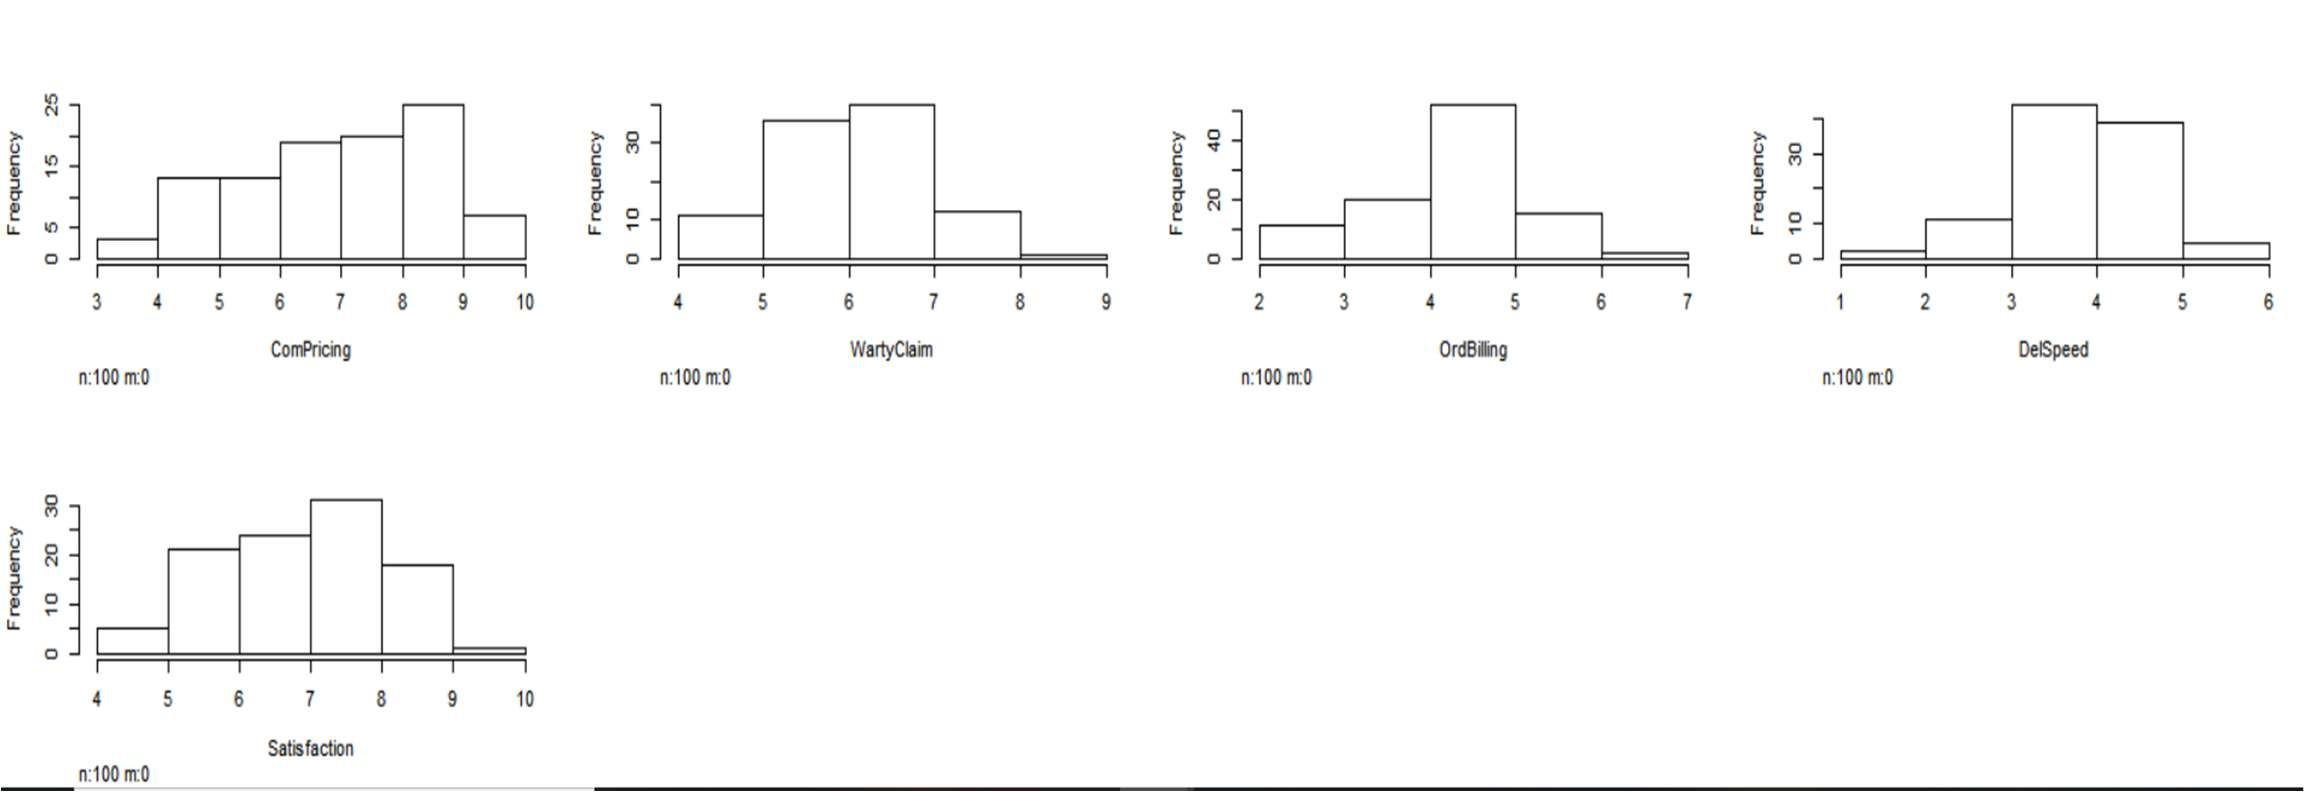 Frequency
25
15
5
0
3 4 5 6 7 8 9 10
ComPricing
n:100 m:0
Frequency
30
10
0
4 5 6 7 8 9
WartyClaim
n:100 m:0
Frequency
40
20
0
2 3 4 5 6 7
OrdBilling
n:100 m:0
Frequency
30
10
0
1 2 3 4 5 6
DelSpeed
n:100 m:0
Frequency
30
20
10
0
4 5 6 7 8 9 10
Satisfaction
n:100 m:0